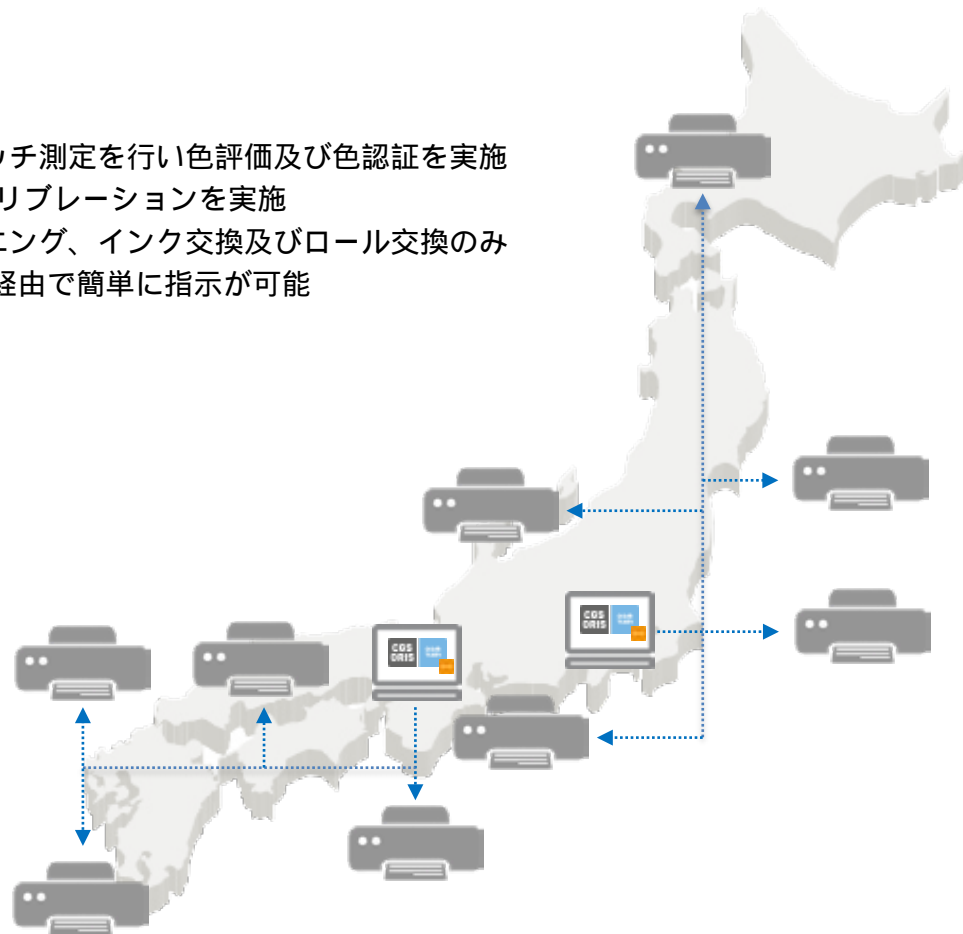 ッチ測定を行い色評価及び色認証を実施
リブレーションを実施
ニング、インク交換及びロール交換のみ
経由で簡単に指示が可能
CGS
ORIS
CGS
ORIS